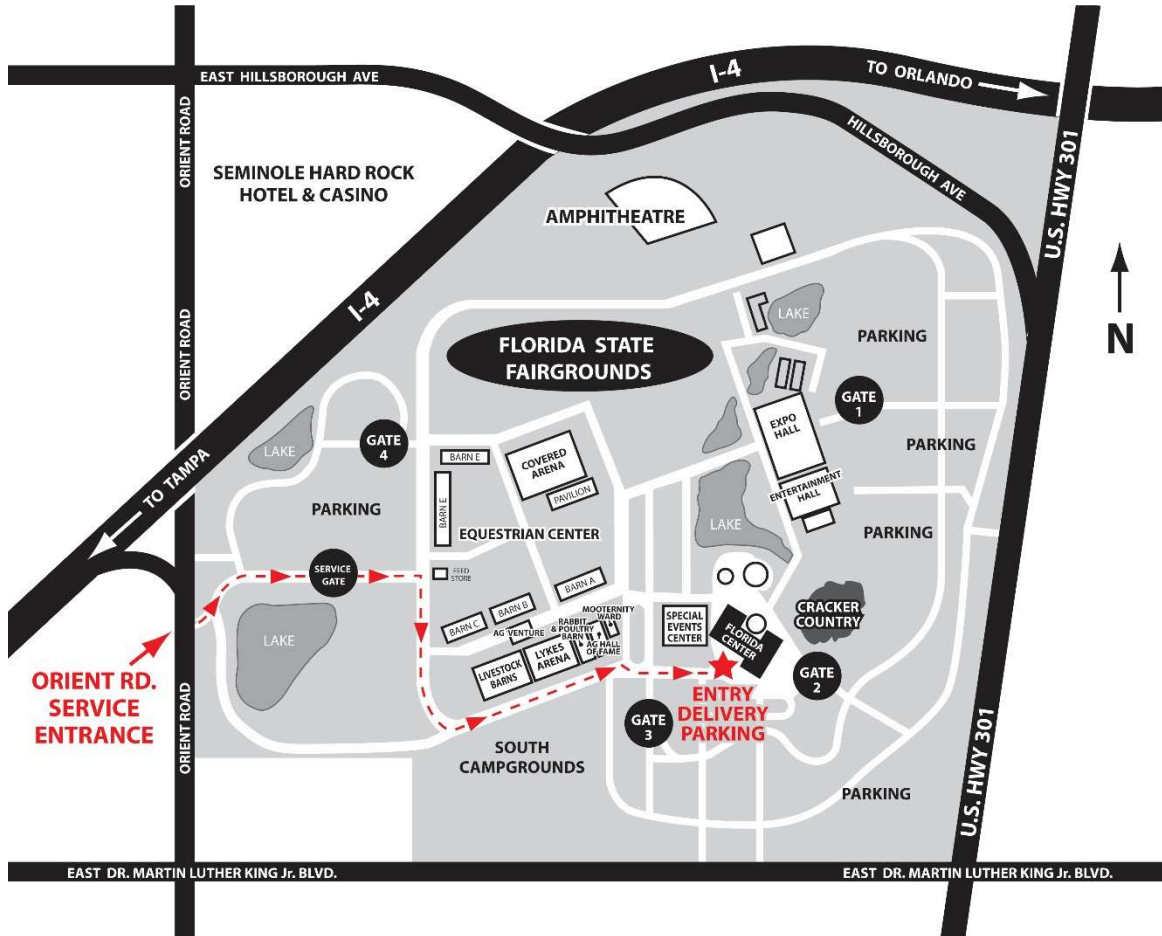 EAST HILLSBOROUGH AVE
I-4
TO ORLANDO
ORIENT ROAD
HILLSBOROUGH AVE
U.S. HWY 301
SEMINOLE HARD ROCK
HOTEL & CASINO
AMPHITHEATRE
N
I-4
LAKE
PARKING
FLORIDA STATE
FAIRGROUNDS
ORIENT ROAD
GATE
1
EXPO
HALL
PARKING
GATE
4
LAKE
BARN E
COVERED
ARENA
TO TAMPA
PAVILION
ENTERTAINMENT
HALL
PARKING
BARN E
LAKE
PARKING
EQUESTRIAN CENTER
SERVICE
GATE
FEED
STORE
BARN A
CRACKER
COUNTRY
BARN B
MOOTERNITY
WARD
SPECIAL
EVENTS
CENTER
BARN C
AG VENTURE
RABBIT
& POULTRY
BARN
AG HALL
OF FAME
FLORIDA
CENTER
LAKE
LIVESTOCK
BARNS
LYKES
ARENA
GATE
2
ORIENT RD.
SERVICE
ENTRANCE
ENTRY
DELIVERY
PARKING
GATE
3
ORIENT ROAD
SOUTH
CAMPGROUNDS
PARKING
U.S. HWY 301
EAST DR. MARTIN LUTHER KING Jr. BLVD.
EAST DR. MARTIN LUTHER KING Jr. BLVD.